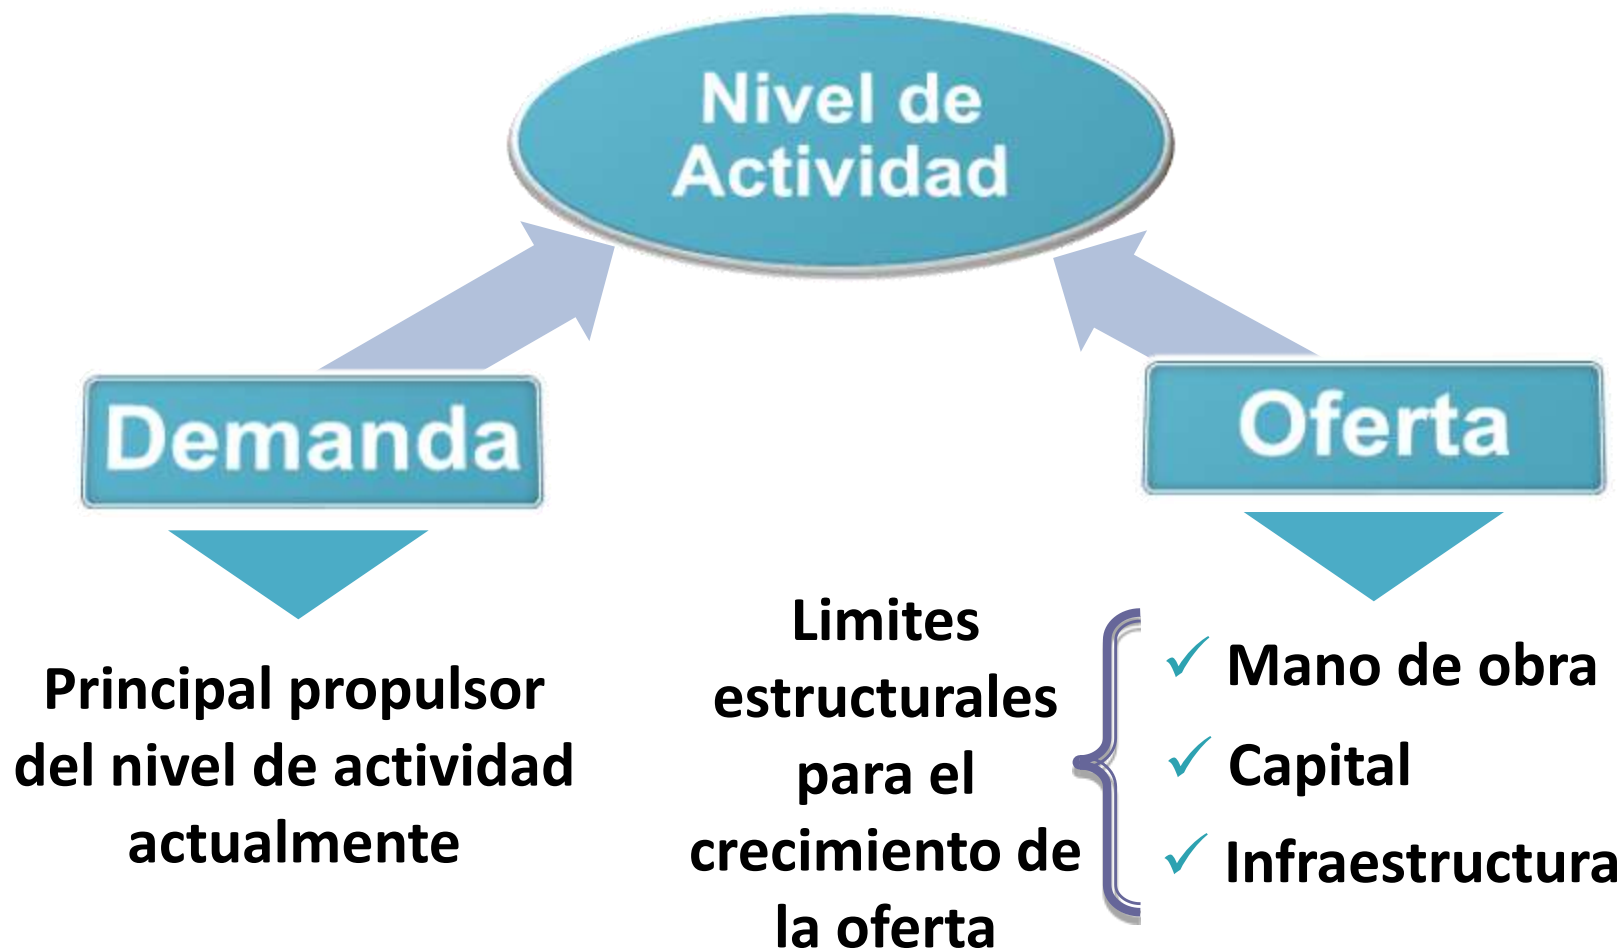 Nivel de
Actividad
Demanda
Oferta
Principal propulsor
del nivel de actividad
actualmente
Limites
estructurales
para el
crecimiento de
la oferta
Mano de obra
Capital
Infraestructura